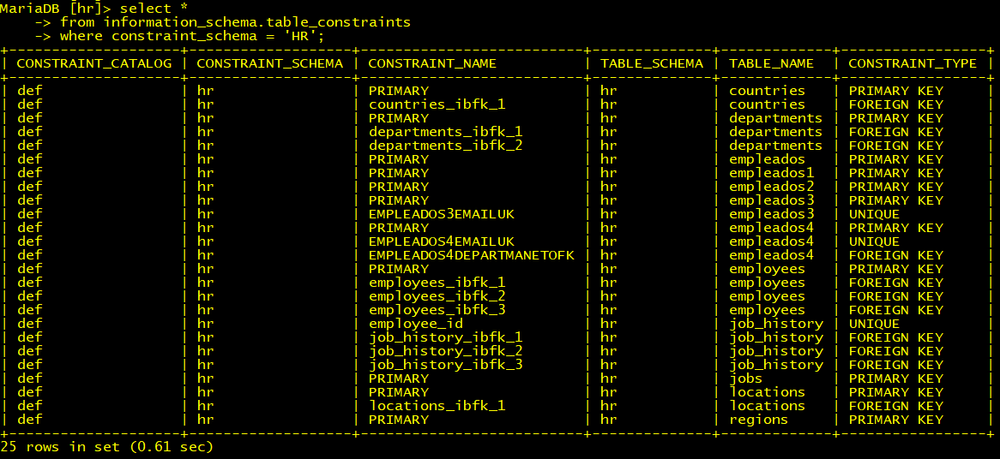 MariaDB [hr]> select *
    -> from information_schema.table_constraints
    -> where constraint_schema = 'HR';
+--------------------+-------------------+--------------------------+--------------+-------------+-----------------+
| CONSTRAINT_CATALOG | CONSTRAINT_SCHEMA | CONSTRAINT_NAME          | TABLE_SCHEMA | TABLE_NAME  | CONSTRAINT_TYPE |
+--------------------+-------------------+--------------------------+--------------+-------------+-----------------+
| def                | hr                | PRIMARY                  | hr           | countries   | PRIMARY KEY     |
| def                | hr                | countries_ibfk_1         | hr           | countries   | FOREIGN KEY     |
| def                | hr                | PRIMARY                  | hr           | departments | PRIMARY KEY     |
| def                | hr                | departments_ibfk_1       | hr           | departments | FOREIGN KEY     |
| def                | hr                | departments_ibfk_2       | hr           | departments | FOREIGN KEY     |
| def                | hr                | PRIMARY                  | hr           | empleados   | PRIMARY KEY     |
| def                | hr                | PRIMARY                  | hr           | empleados1  | PRIMARY KEY     |
| def                | hr                | PRIMARY                  | hr           | empleados2  | PRIMARY KEY     |
| def                | hr                | PRIMARY                  | hr           | empleados3  | PRIMARY KEY     |
| def                | hr                | EMPLEADOS3EMAILUK        | hr           | empleados3  | UNIQUE          |
| def                | hr                | PRIMARY                  | hr           | empleados4  | PRIMARY KEY     |
| def                | hr                | EMPLEADOS4EMAILUK        | hr           | empleados4  | UNIQUE          |
| def                | hr                | EMPLEADOS4DEPARTMANETOFK | hr           | empleados4  | FOREIGN KEY     |
| def                | hr                | PRIMARY                  | hr           | employees   | PRIMARY KEY     |
| def                | hr                | employees_ibfk_1         | hr           | employees   | FOREIGN KEY     |
| def                | hr                | employees_ibfk_2         | hr           | employees   | FOREIGN KEY     |
| def                | hr                | employees_ibfk_3         | hr           | employees   | FOREIGN KEY     |
| def                | hr                | employee_id              | hr           | job_history | UNIQUE          |
| def                | hr                | job_history_ibfk_1       | hr           | job_history | FOREIGN KEY     |
| def                | hr                | job_history_ibfk_2       | hr           | job_history | FOREIGN KEY     |
| def                | hr                | job_history_ibfk_3       | hr           | job_history | FOREIGN KEY     |
| def                | hr                | PRIMARY                  | hr           | jobs        | PRIMARY KEY     |
| def                | hr                | PRIMARY                  | hr           | locations   | PRIMARY KEY     |
| def                | hr                | locations_ibfk_1         | hr           | locations   | FOREIGN KEY     |
| def                | hr                | PRIMARY                  | hr           | regions     | PRIMARY KEY     |
+--------------------+-------------------+--------------------------+--------------+-------------+-----------------+
25 rows in set (0.61 sec)